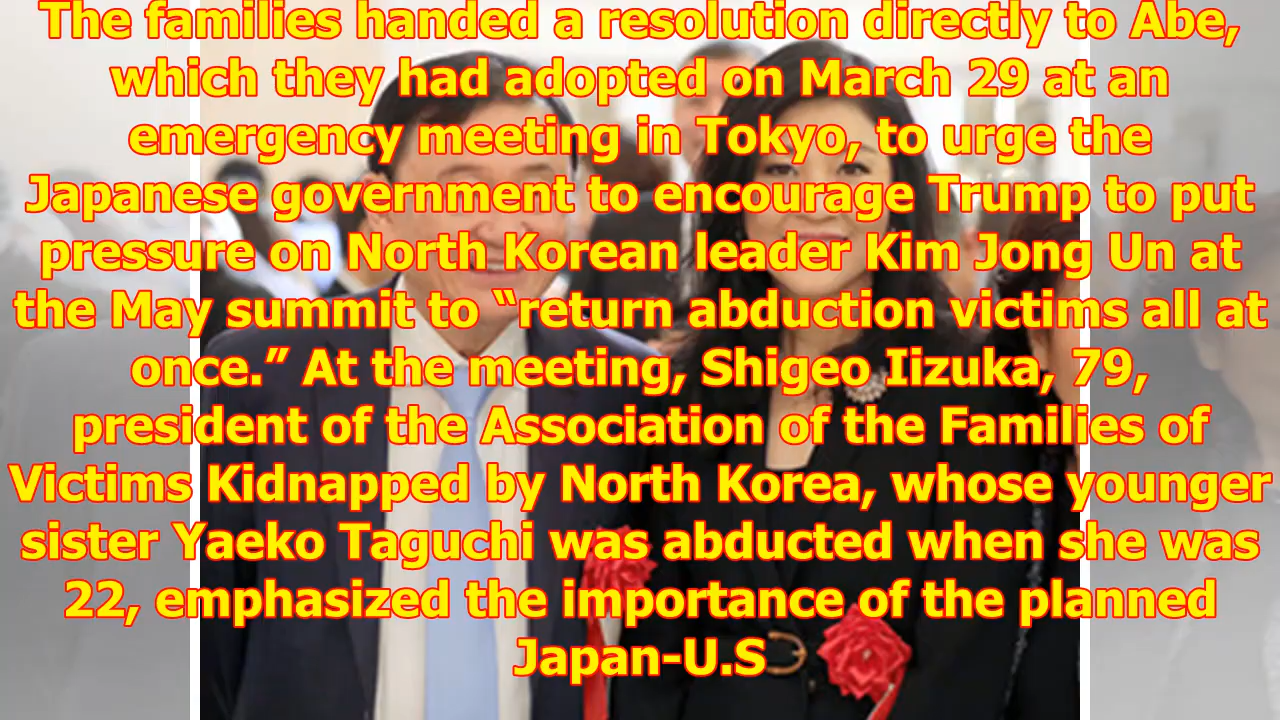 The families handed a resolution directly to Abe,
which they had adopted on March 29 at an
emergency meeting in Tokyo, to urge the
Japanese government to encourage Trump to put
pressure on North Korean leader Kim Jong Un at
the May summit to “return abduction victims all at
once.” At the meeting, Shigeo Iizuka, 79,
president of the Association of the Families of
Victims Kidnapped by North Korea, whose younger
sister Yaeko Taguchi was abducted when she was
22, emphasized the importance of the planned
Japan-U.S